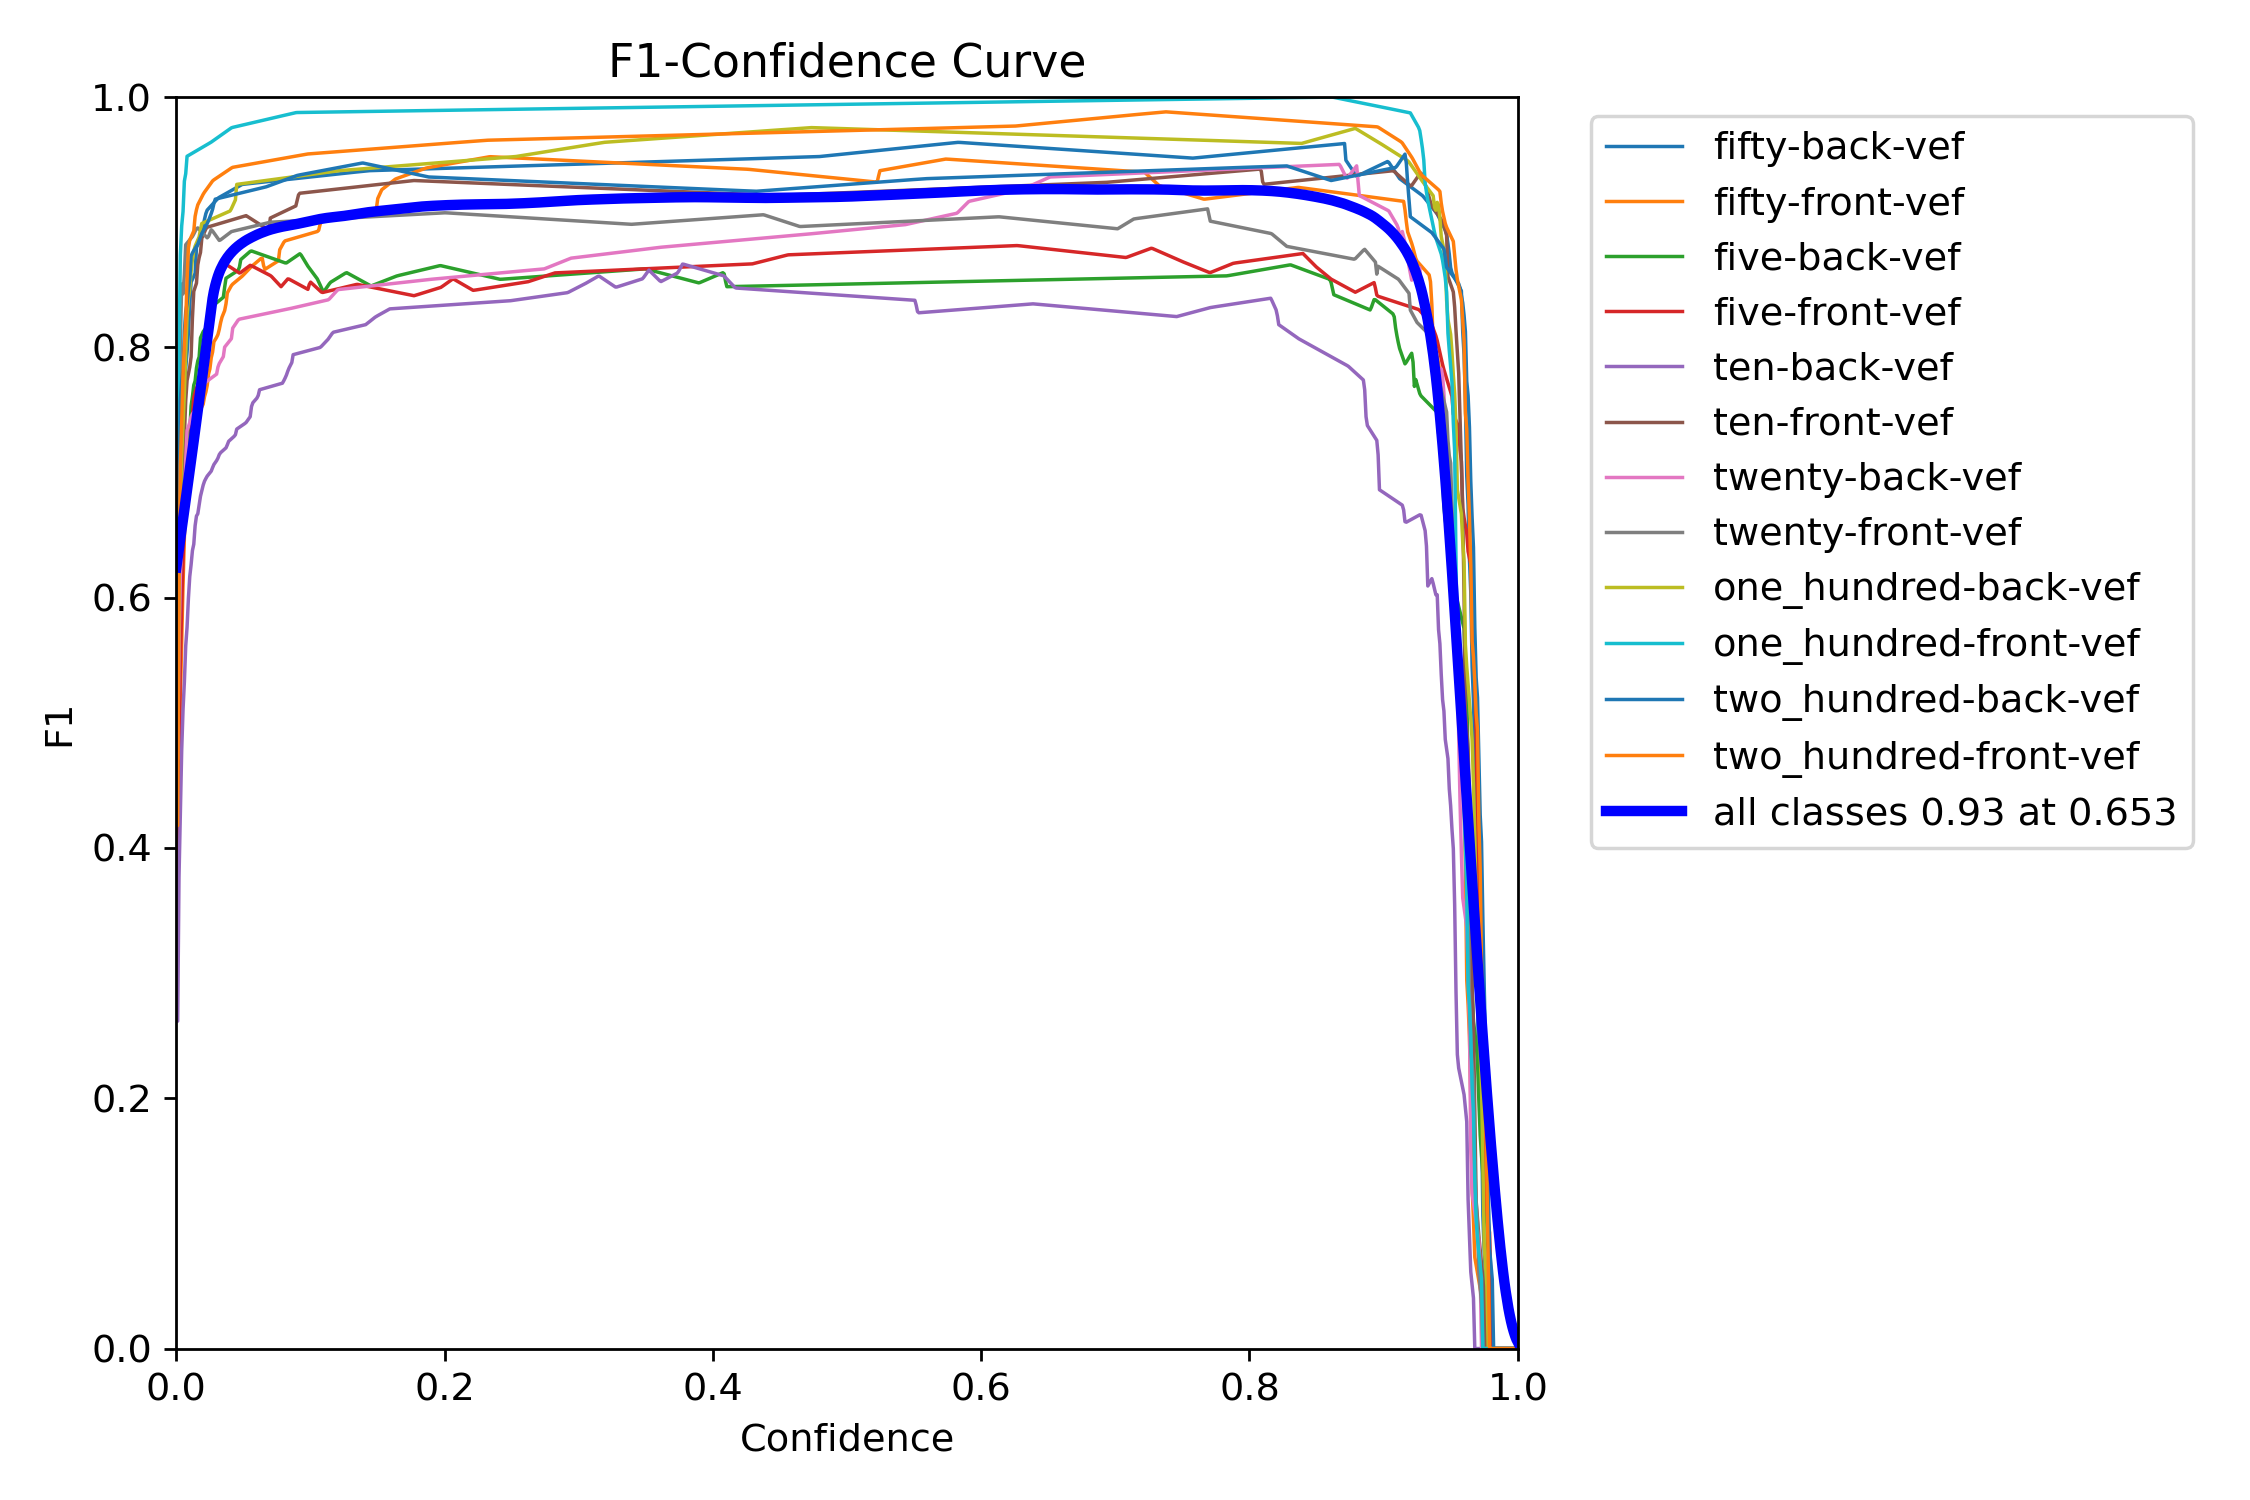 F1-Confidence Curve
1.0
0.8
0.6
0.4
0.2
0.0
F1
0.0
0.2
0.4
0.6
0.8
1.0
Confidence
fifty-back-vef
fifty-front-vef
five-back-vef
five-front-vef
ten-back-vef
ten-front-vef
twenty-back-vef
twenty-front-vef
one_hundred-back-vef
one_hundred-front-vef
two_hundred-back-vef
two_hundred-front-vef
all classes 0.93 at 0.653